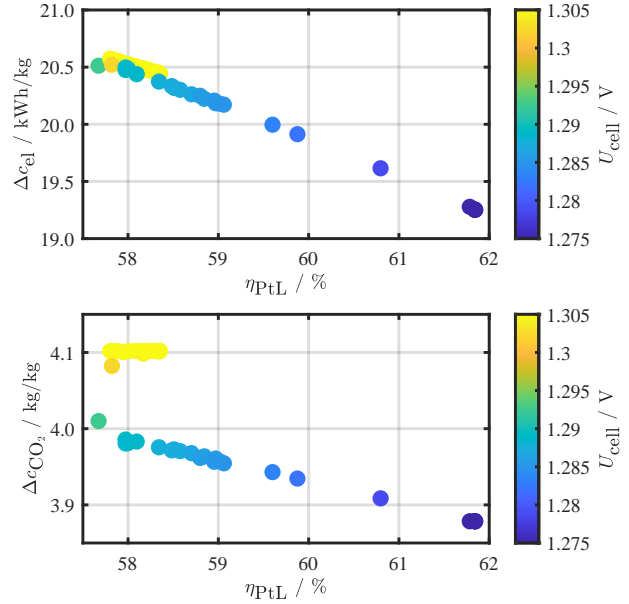 21.0
20.5
20.0
19.5
19.0
Δc_el / kWh/kg
58 59 60 61 62
η_PtL / %
1.305
1.3
1.295
1.29
1.285
1.28
1.275
U_cell / V
4.1
4.0
3.9
Δc_CO₂ / kg/kg
58 59 60 61 62
η_PtL / %
1.305
1.3
1.295
1.29
1.285
1.28
1.275
U_cell / V